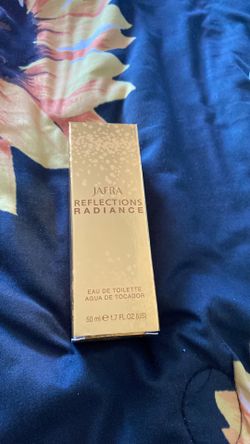 JAFRA
REFLECTIONS
RADIANCE
EAU DE TOILETTE
AGUA DE TOCADOR
50 ml ℮ 1.7 FL.OZ (US)